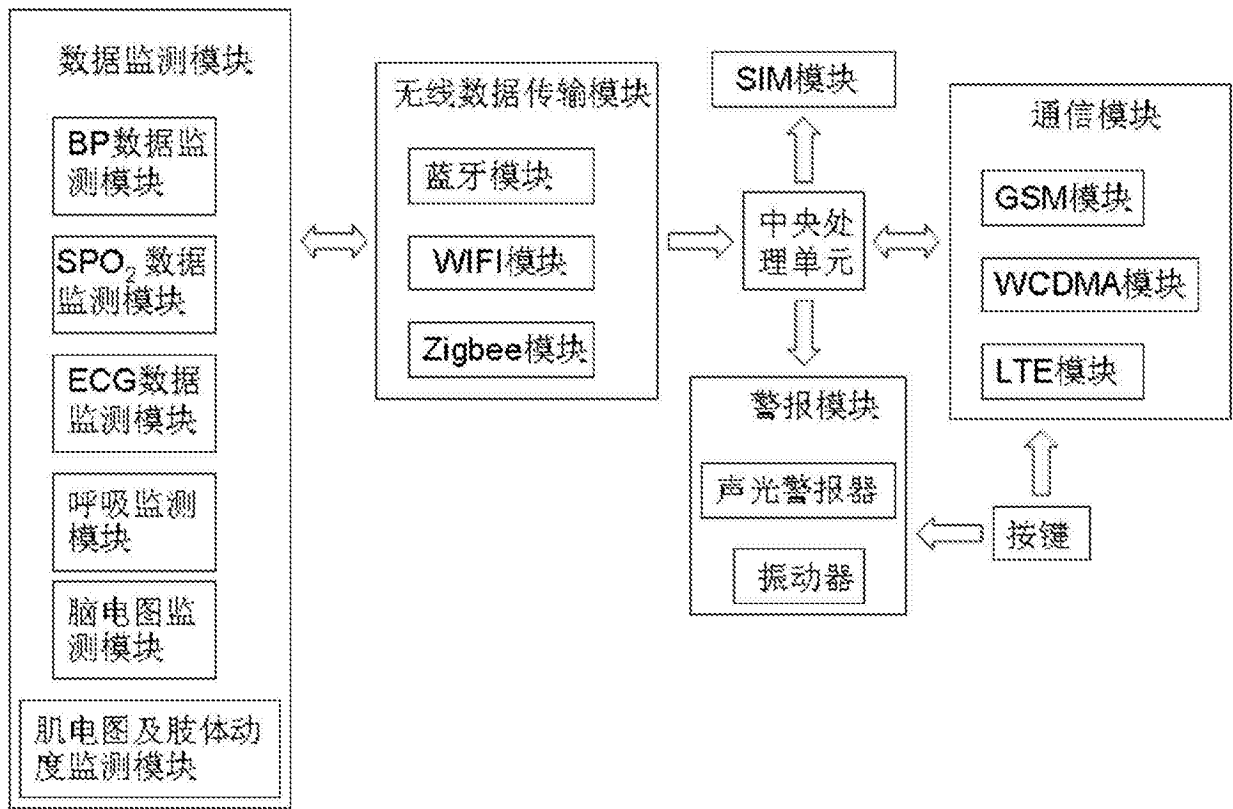 数据监测模块
BP数据监
测模块
SPO₂数据
监测模块
ECG数据
监测模块
呼吸监测
模块
脑电图监
测模块
肌电图及肢体动
度监测模块
无线数据传输模块
蓝牙模块
WIFI模块
Zigbee模块
SIM模块
中央处
理单元
警报模块
声光警报器
振动器
通信模块
GSM模块
WCDMA模块
LTE模块
按键